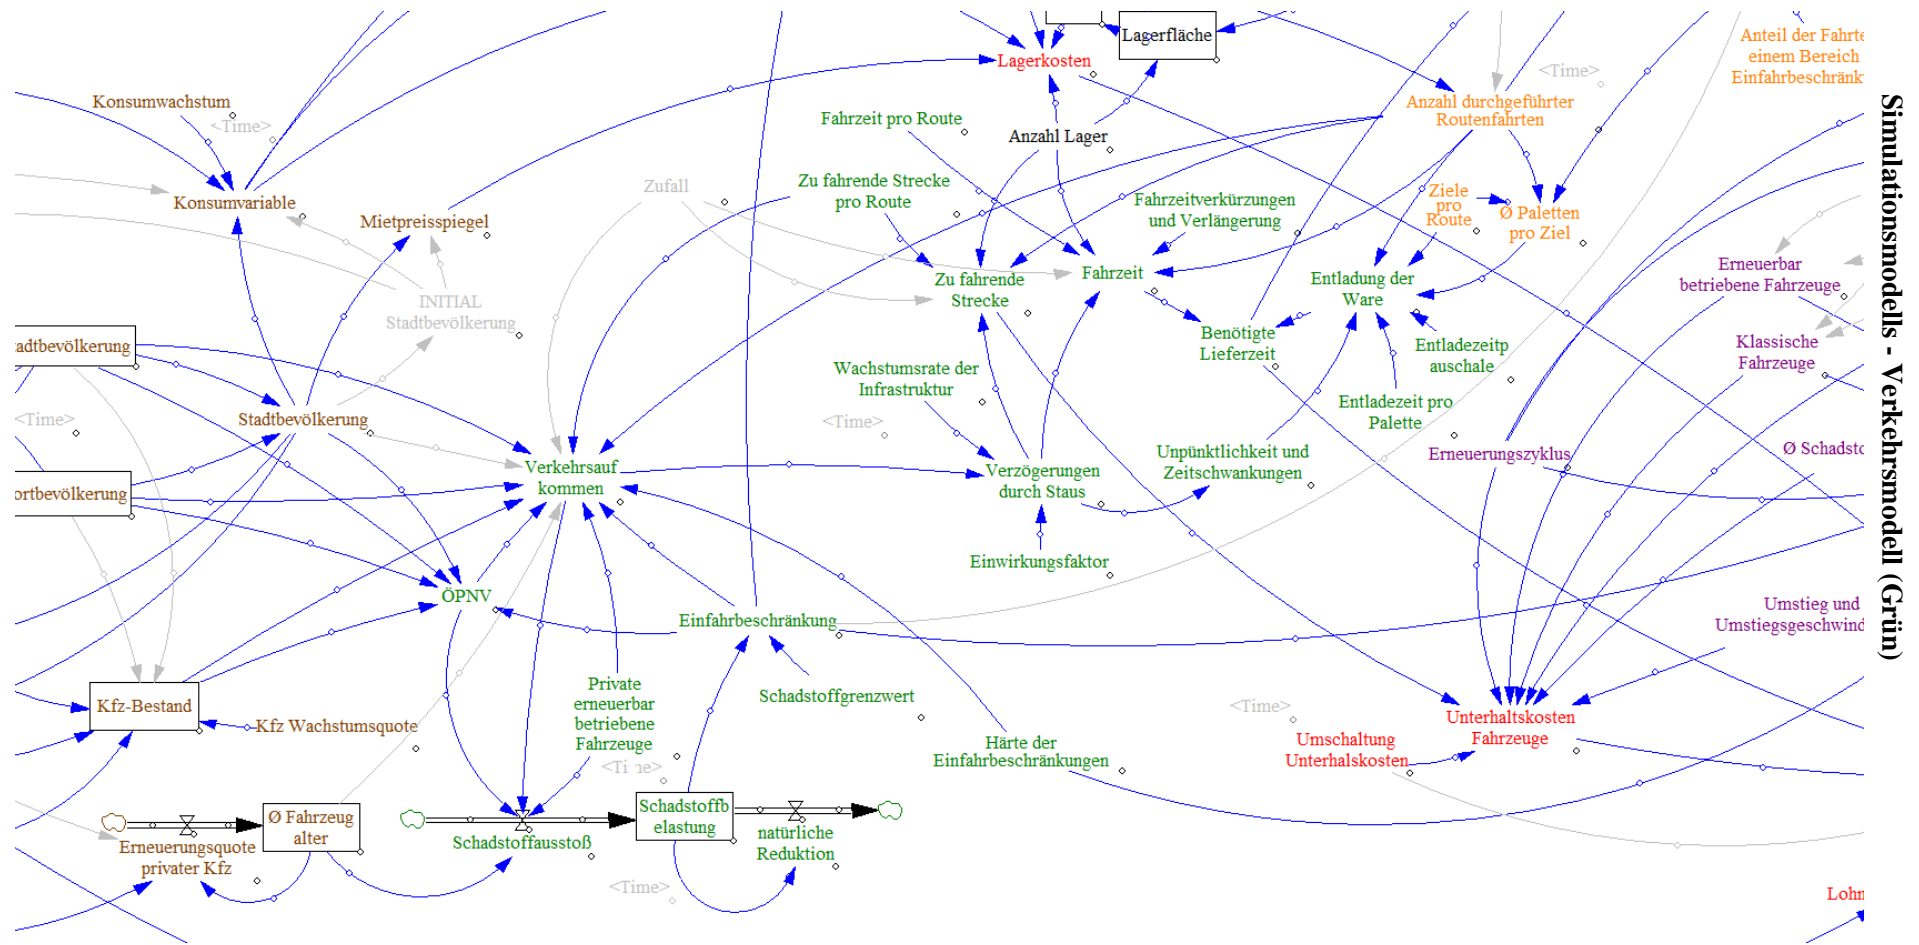 Lagerfläche
Lagerkosten
Anteil der Fahrte
einem Bereich
Einfahrbeschränk
<Time>
Konsumwachstum
<Time>
Anzahl durchgeführter
Routenfahrten
Fahrzeit pro Route
Anzahl Lager
Konsumvariable
Mietpreisspiegel
Zufall
Zu fahrende Strecke
pro Route
Fahrzeitverkürzungen
und Verlängerung
Ziele
pro
Route
Ø Paletten
pro Ziel
INITIAL
Stadtbevölkerung
Zu fahrende
Strecke
Fahrzeit
Entladung der
Ware
Erneuerbar
betriebene Fahrzeuge
adtbevölkerung
Benötigte
Lieferzeit
Entladezeitp
auschale
Klassische
Fahrzeuge
Wachstumsrate der
Infrastruktur
Entladezeit pro
Palette
<Time>
Stadtbevölkerung
<Time>
Verkehrsauf
kommen
Verzögerungen
durch Staus
Unpünktlichkeit und
Zeitschwankungen
Erneuerungszyklus
Ø Schadsto
ortbevölkerung
Einwirkungsfaktor
ÖPNV
Einfahrbeschränkung
Umstieg und
Umstiegsgeschwind
Kfz-Bestand
Kfz Wachstumsquote
Private
erneuerbar
betriebene
Fahrzeuge
<Time>
Schadstoffgrenzwert
Härte der
Einfahrbeschränkungen
<Time>
Unterhaltskosten
Fahrzeuge
Umschaltung
Unterhalskosten
Ø Fahrzeug
alter
Erneuerungsquote
privater Kfz
Schadstoffausstoß
Schadstoffb
elastung
natürliche
Reduktion
<Time>
Lohn
Simulationsmodells - Verkehrsmodell (Grün)